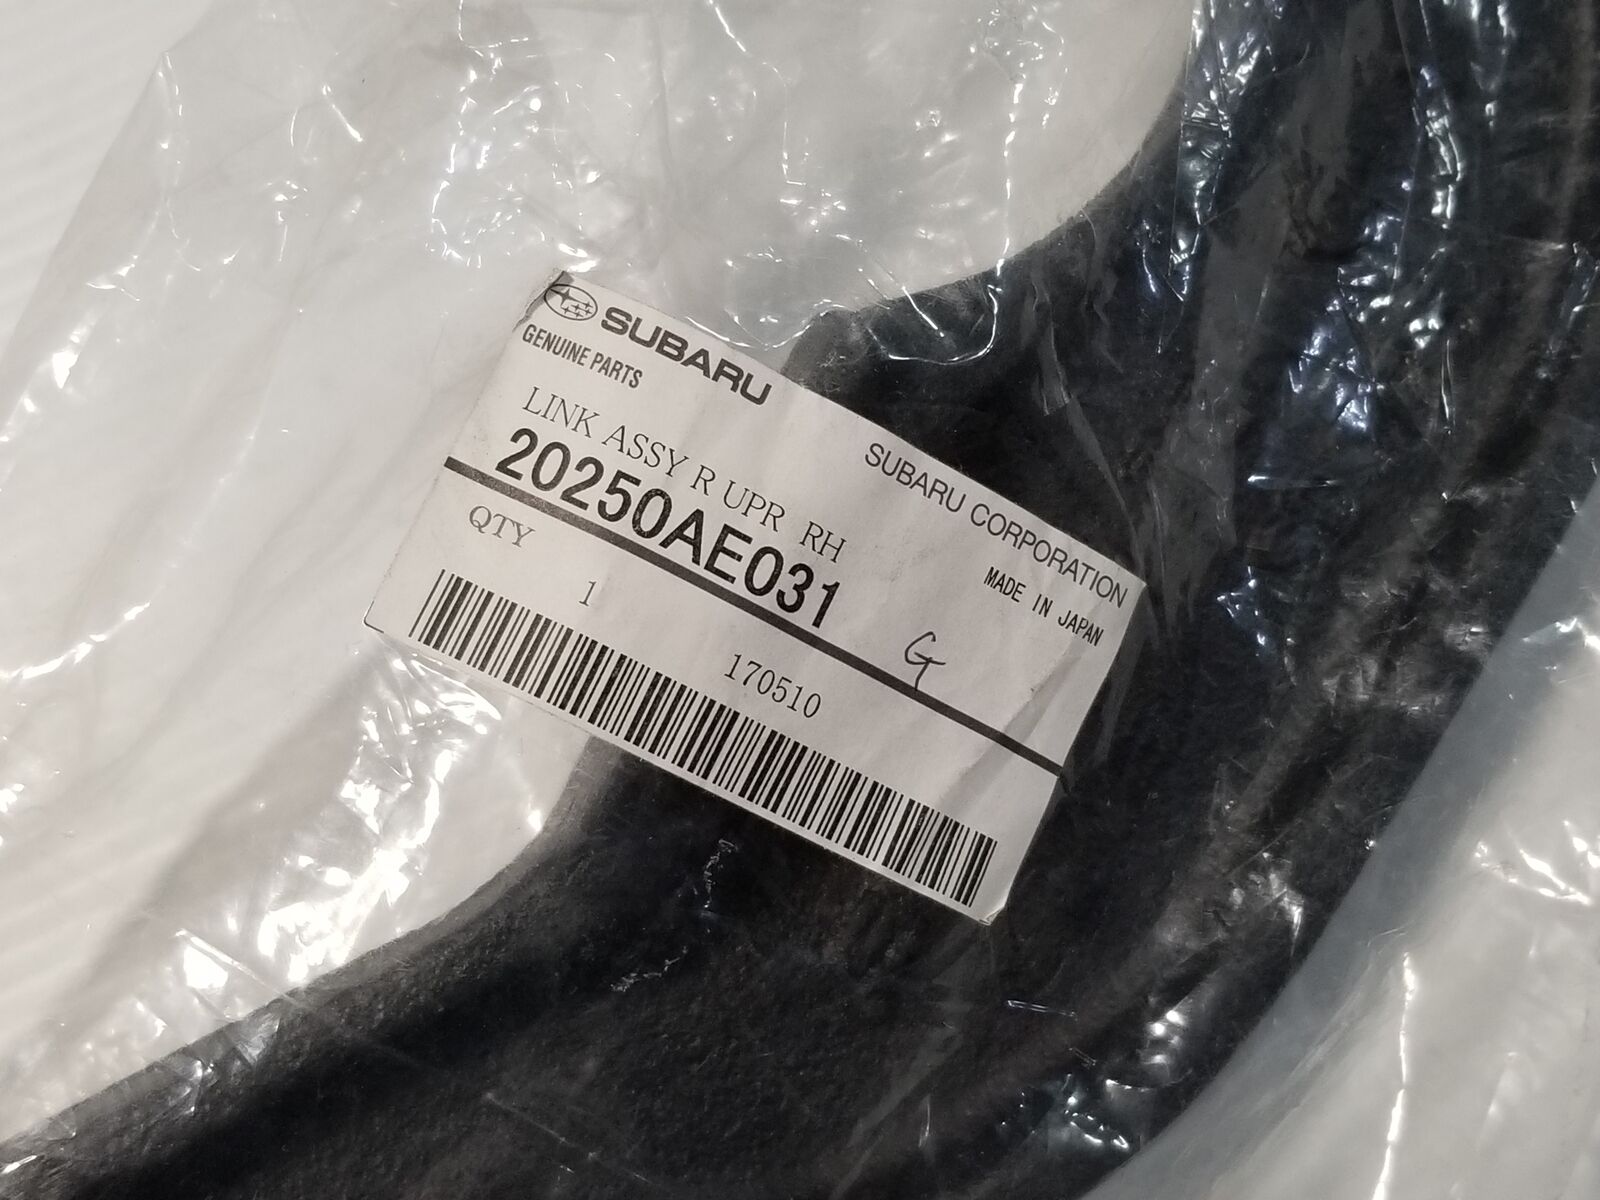 SUBARU
GENUINE PARTS
SUBARU CORPORATION
MADE IN JAPAN
LINK ASSY R UPR RH
20250AE031
G
QTY
1
170510